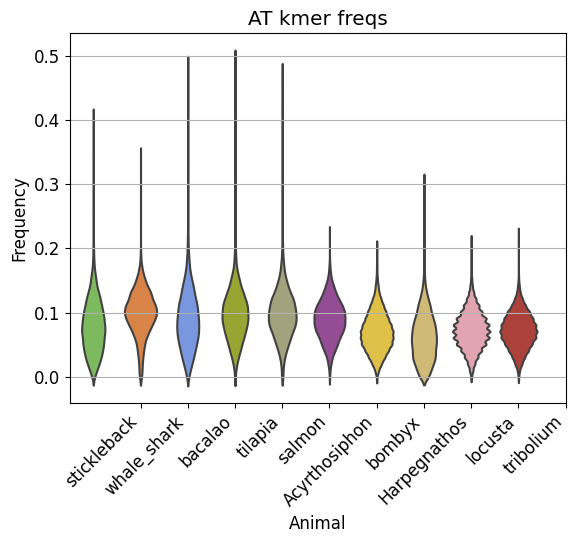 AT kmer freqs
Frequency
0.5
0.4
0.3
0.2
0.1
0.0
stickleback
whale_shark
bacalao
tilapia
salmon
Acyrthosiphon
bombyx
Harpegnathos
locusta
tribolium
Animal